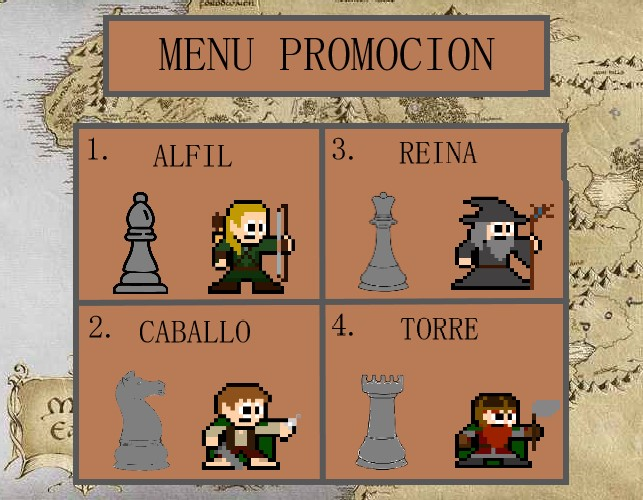 MENU PROMOCION
1. ALFIL
3. REINA
2. CABALLO
4. TORRE